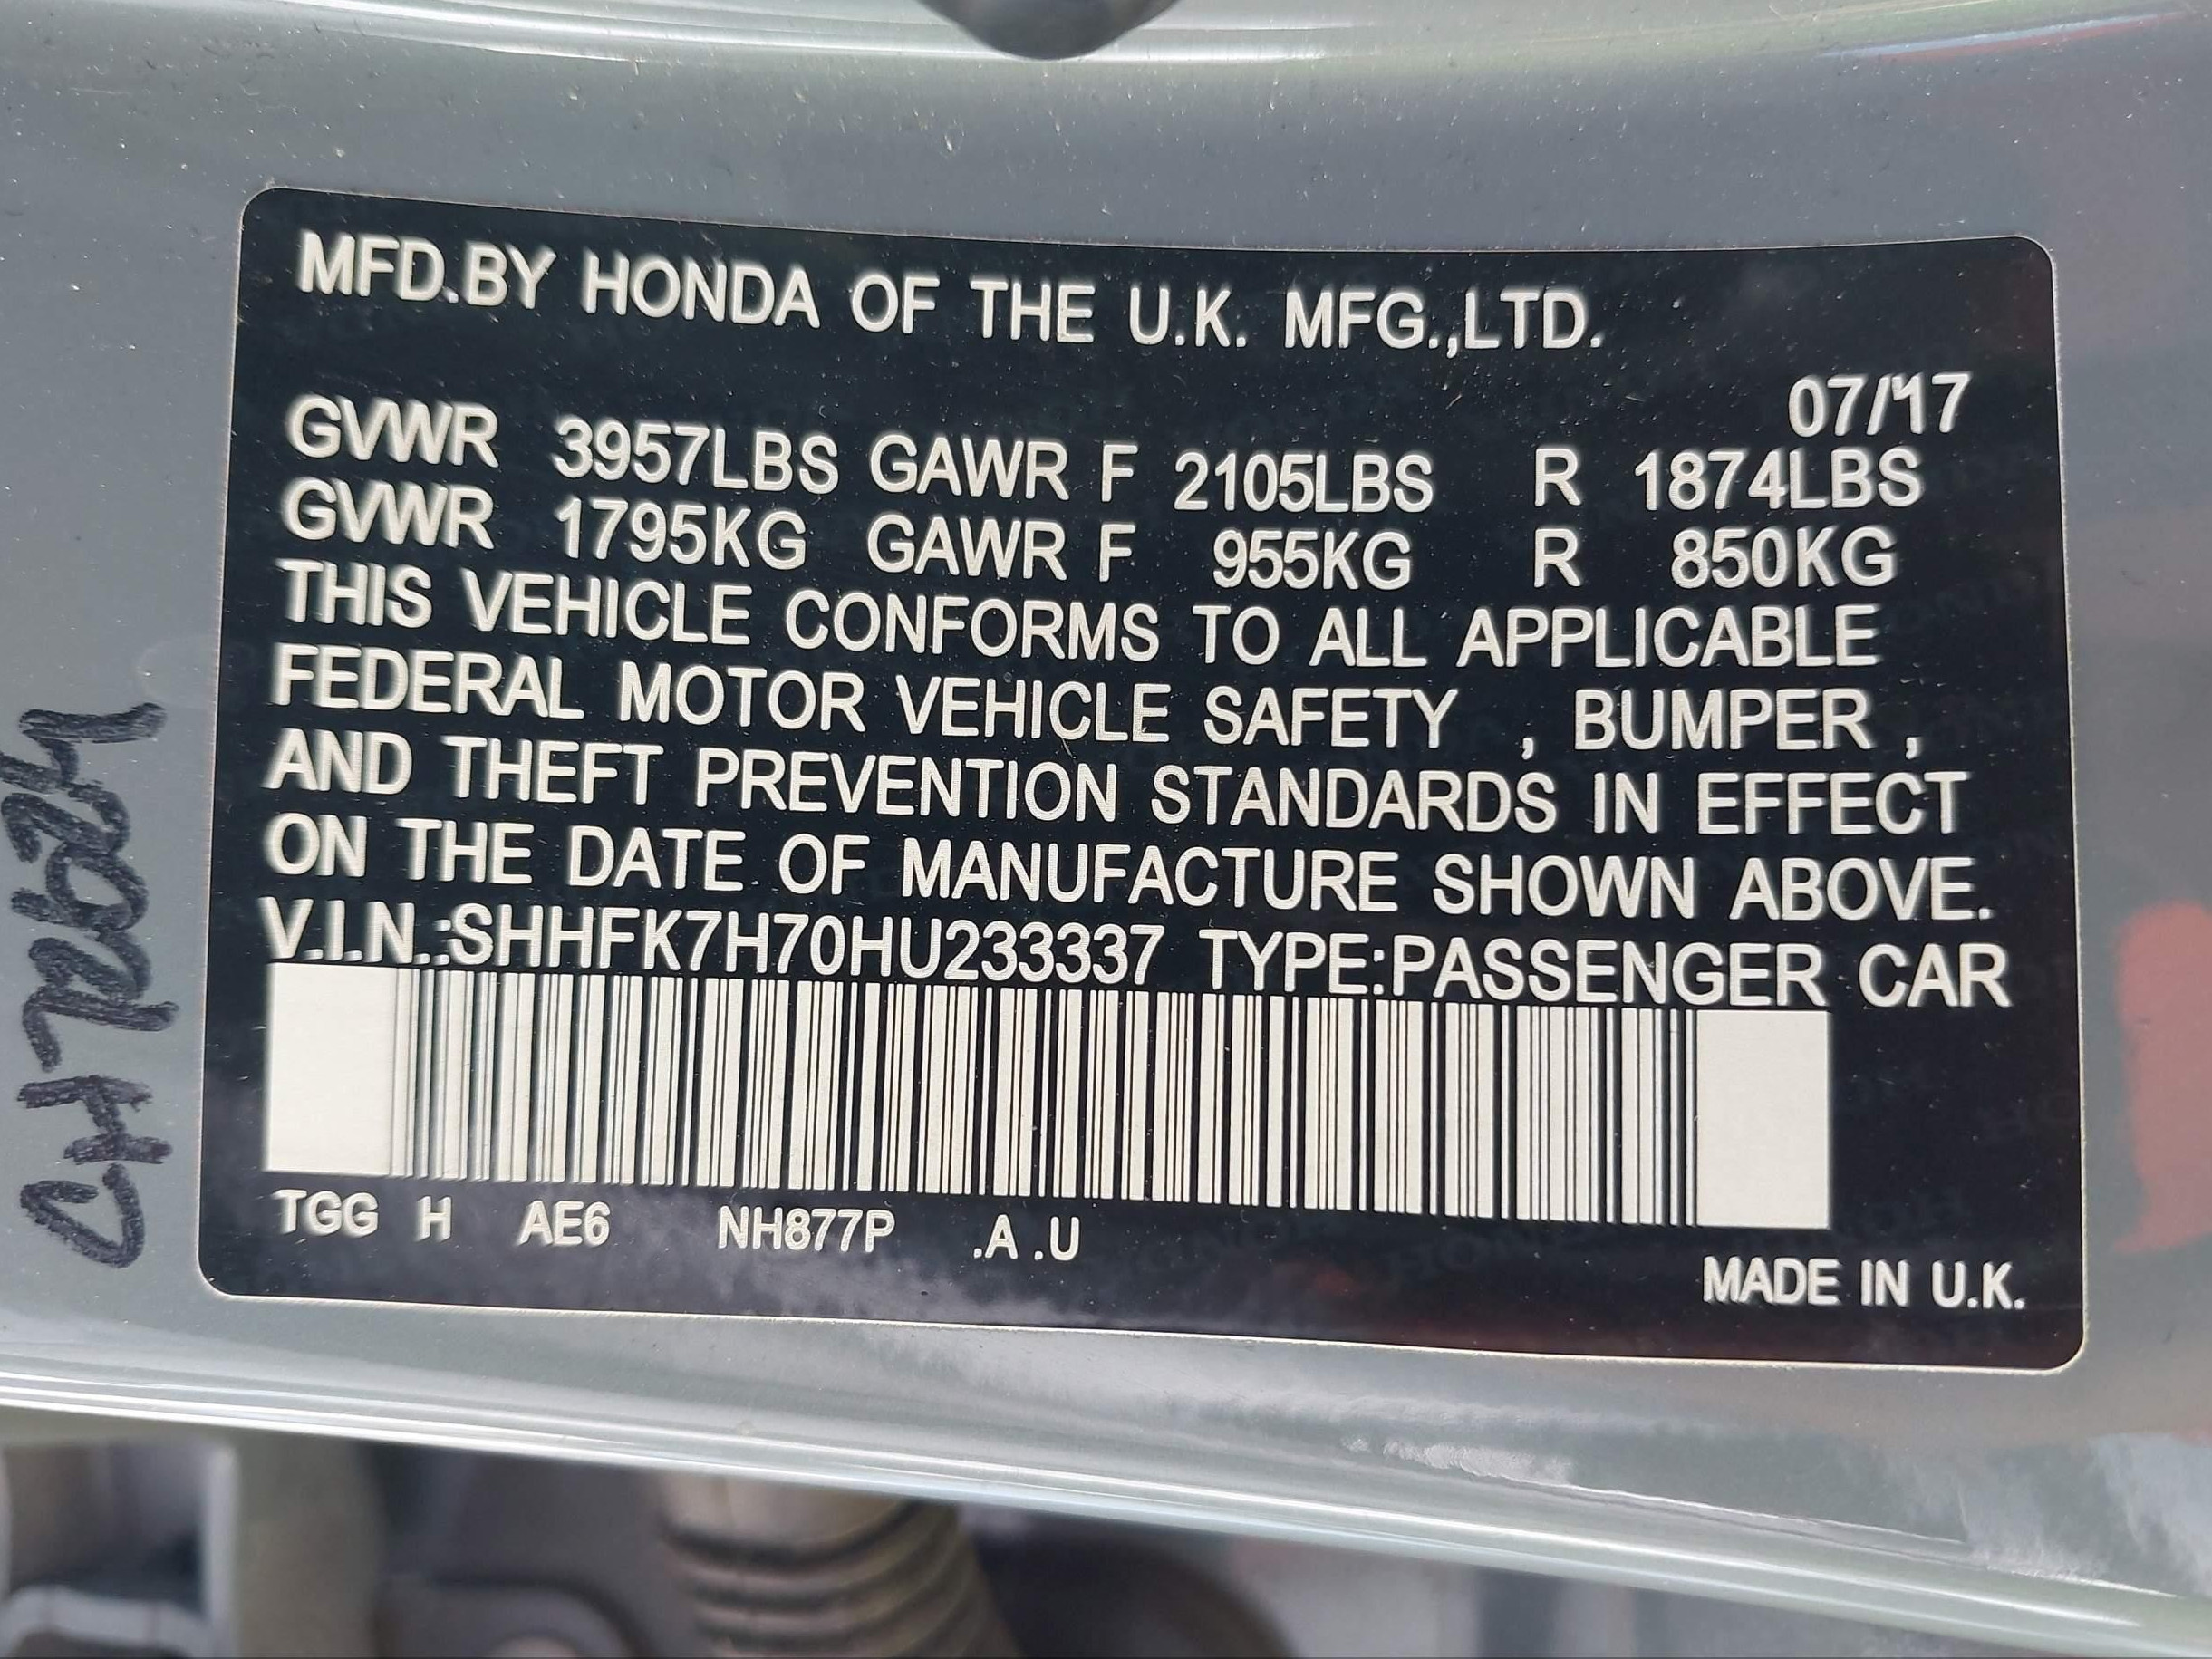 MFD.BY HONDA OF THE U.K. MFG.,LTD.
07/'17
GVWR 3957LBS GAWR F 2105LBS R 1874LBS
GVWR 1795KG GAWR F 955KG R 850KG
THIS VEHICLE CONFORMS TO ALL APPLICABLE
FEDERAL MOTOR VEHICLE SAFETY , BUMPER ,
AND THEFT PREVENTION STANDARDS IN EFFECT
ON THE DATE OF MANUFACTURE SHOWN ABOVE.
V.I.N.:SHHFK7H70HU233337 TYPE:PASSENGER CAR
TGG H AE6 NH877P .A .U
MADE IN U.K.